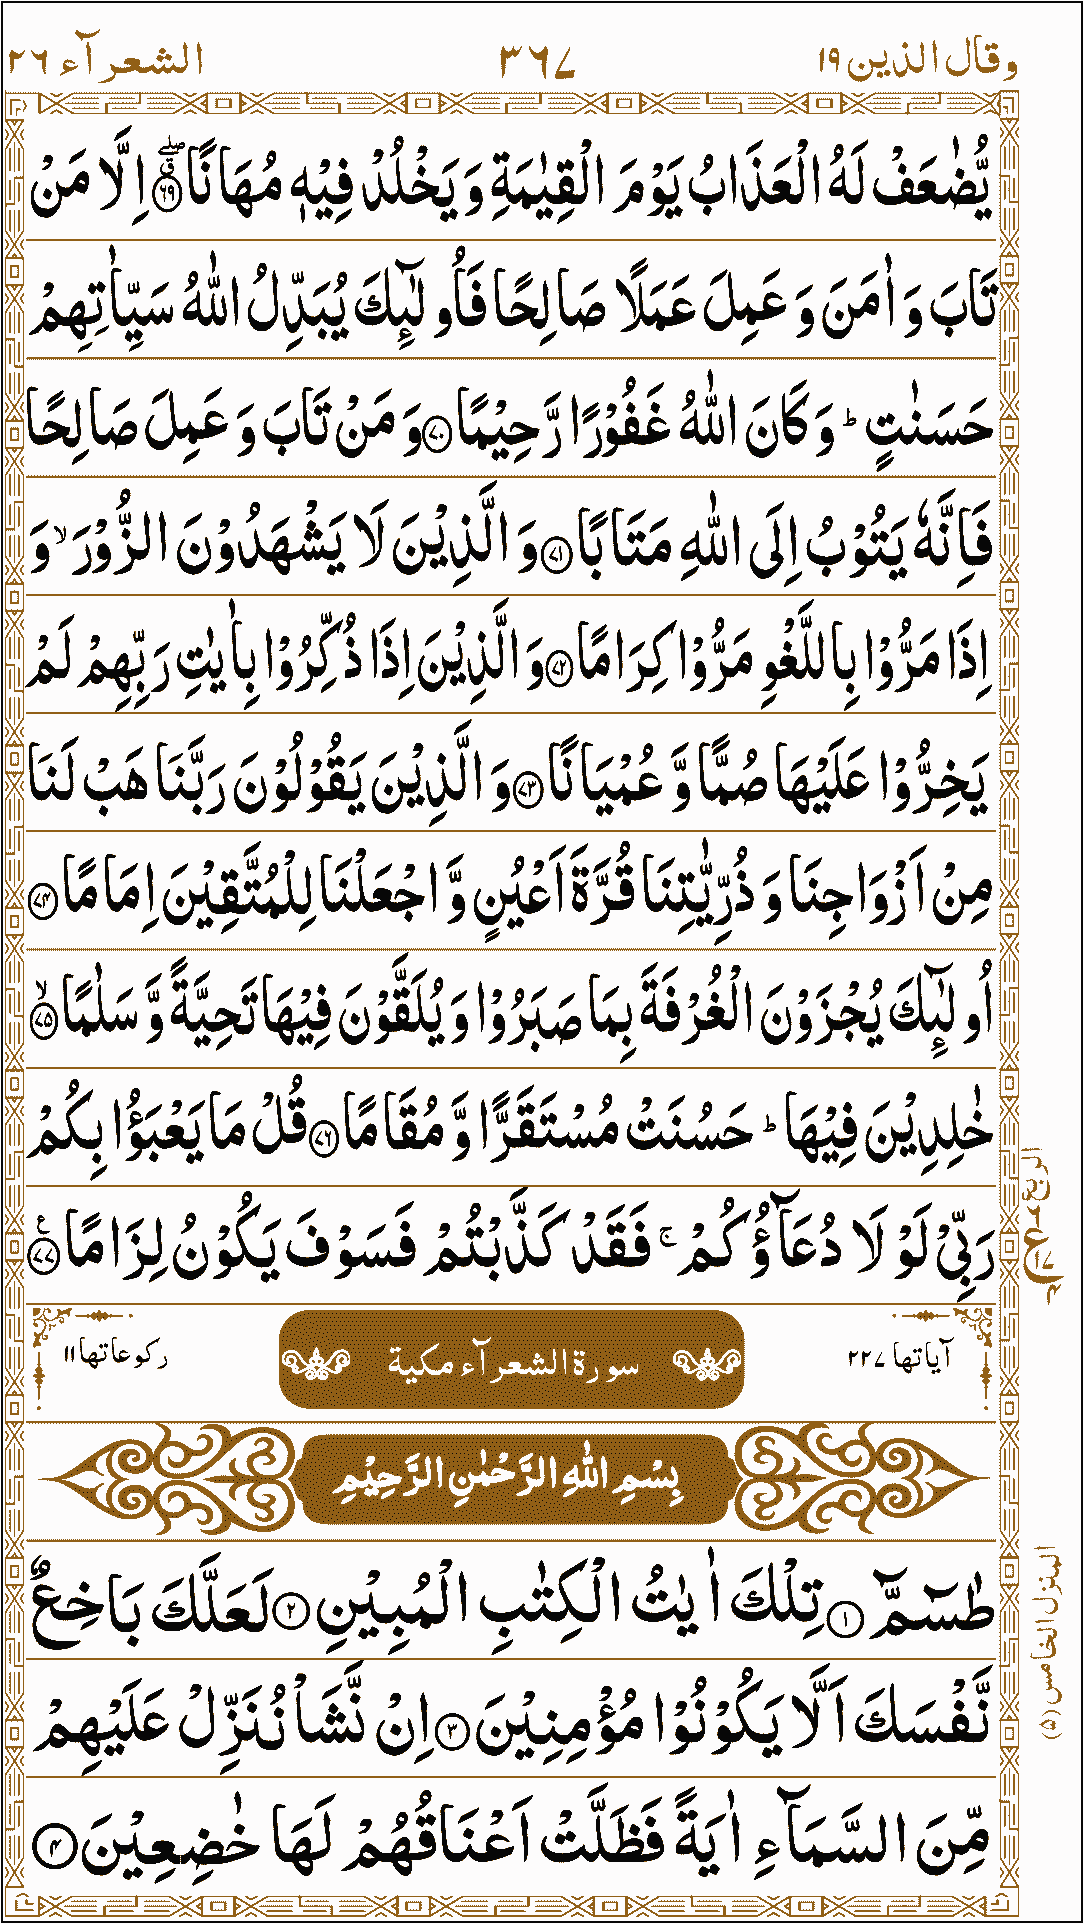 وقال الذين ١٩ ٣٦٧ الشعرآء ٢٦
يُّضٰعَفْ لَهُ الْعَذَابُ يَوْمَ الْقِيٰمَةِ وَيَخْلُدْ فِيْهٖ مُهَانًا ۖۗ‏﴿٦٩﴾ اِلَّا مَنْ
تَابَ وَ اٰمَنَ وَ عَمِلَ عَمَلًا صَالِحًا فَاُولٰٓئِكَ يُبَدِّلُ اللّٰهُ سَيِّاٰتِهِمْ
حَسَنٰتٍ ؕ وَ كَانَ اللّٰهُ غَفُوْرًا رَّحِيْمًا ﴿٧٠﴾ وَ مَنْ تَابَ وَ عَمِلَ صَالِحًا
فَاِنَّهٗ يَتُوْبُ اِلَى اللّٰهِ مَتَابًا ﴿٧١﴾ وَ الَّذِيْنَ لَا يَشْهَدُوْنَ الزُّوْرَ ۙ وَ
اِذَا مَرُّوْا بِاللَّغْوِ مَرُّوْا كِرَامًا ﴿٧٢﴾ وَ الَّذِيْنَ اِذَا ذُكِّرُوْا بِاٰيٰتِ رَبِّهِمْ لَمْ
يَخِرُّوْا عَلَيْهَا صُمًّا وَّ عُمْيَانًا ﴿٧٣﴾ وَ الَّذِيْنَ يَقُوْلُوْنَ رَبَّنَا هَبْ لَنَا
مِنْ اَزْوَاجِنَا وَ ذُرِّيّٰتِنَا قُرَّةَ اَعْيُنٍ وَّ اجْعَلْنَا لِلْمُتَّقِيْنَ اِمَامًا ﴿٧٤﴾
اُولٰٓئِكَ يُجْزَوْنَ الْغُرْفَةَ بِمَا صَبَرُوْا وَ يُلَقَّوْنَ فِيْهَا تَحِيَّةً وَّ سَلٰمًا ۙ﴿٧٥﴾
خٰلِدِيْنَ فِيْهَا ؕ حَسُنَتْ مُسْتَقَرًّا وَّ مُقَامًا ﴿٧٦﴾ قُلْ مَا يَعْبَؤُا بِكُمْ
رَبِّيْ لَوْ لَا دُعَآؤُكُمْ ۚ فَقَدْ كَذَّبْتُمْ فَسَوْفَ يَكُوْنُ لِزَامًا ﴿٧٧﴾ ع
الربع
آياتها ٢٢٧ سورة الشعرآء مكية ركوعاتها ١١
بِسْمِ اللّٰهِ الرَّحْمٰنِ الرَّحِيْمِ
طٰسٓمّٓ ﴿١﴾ تِلْكَ اٰيٰتُ الْكِتٰبِ الْمُبِيْنِ ﴿٢﴾ لَعَلَّكَ بَاخِعٌ
نَّفْسَكَ اَلَّا يَكُوْنُوْا مُؤْمِنِيْنَ ﴿٣﴾ اِنْ نَّشَاْ نُنَزِّلْ عَلَيْهِمْ
مِّنَ السَّمَآءِ اٰيَةً فَظَلَّتْ اَعْنَاقُهُمْ لَهَا خٰضِعِيْنَ ﴿٤﴾
المنزل الخامس (٥)